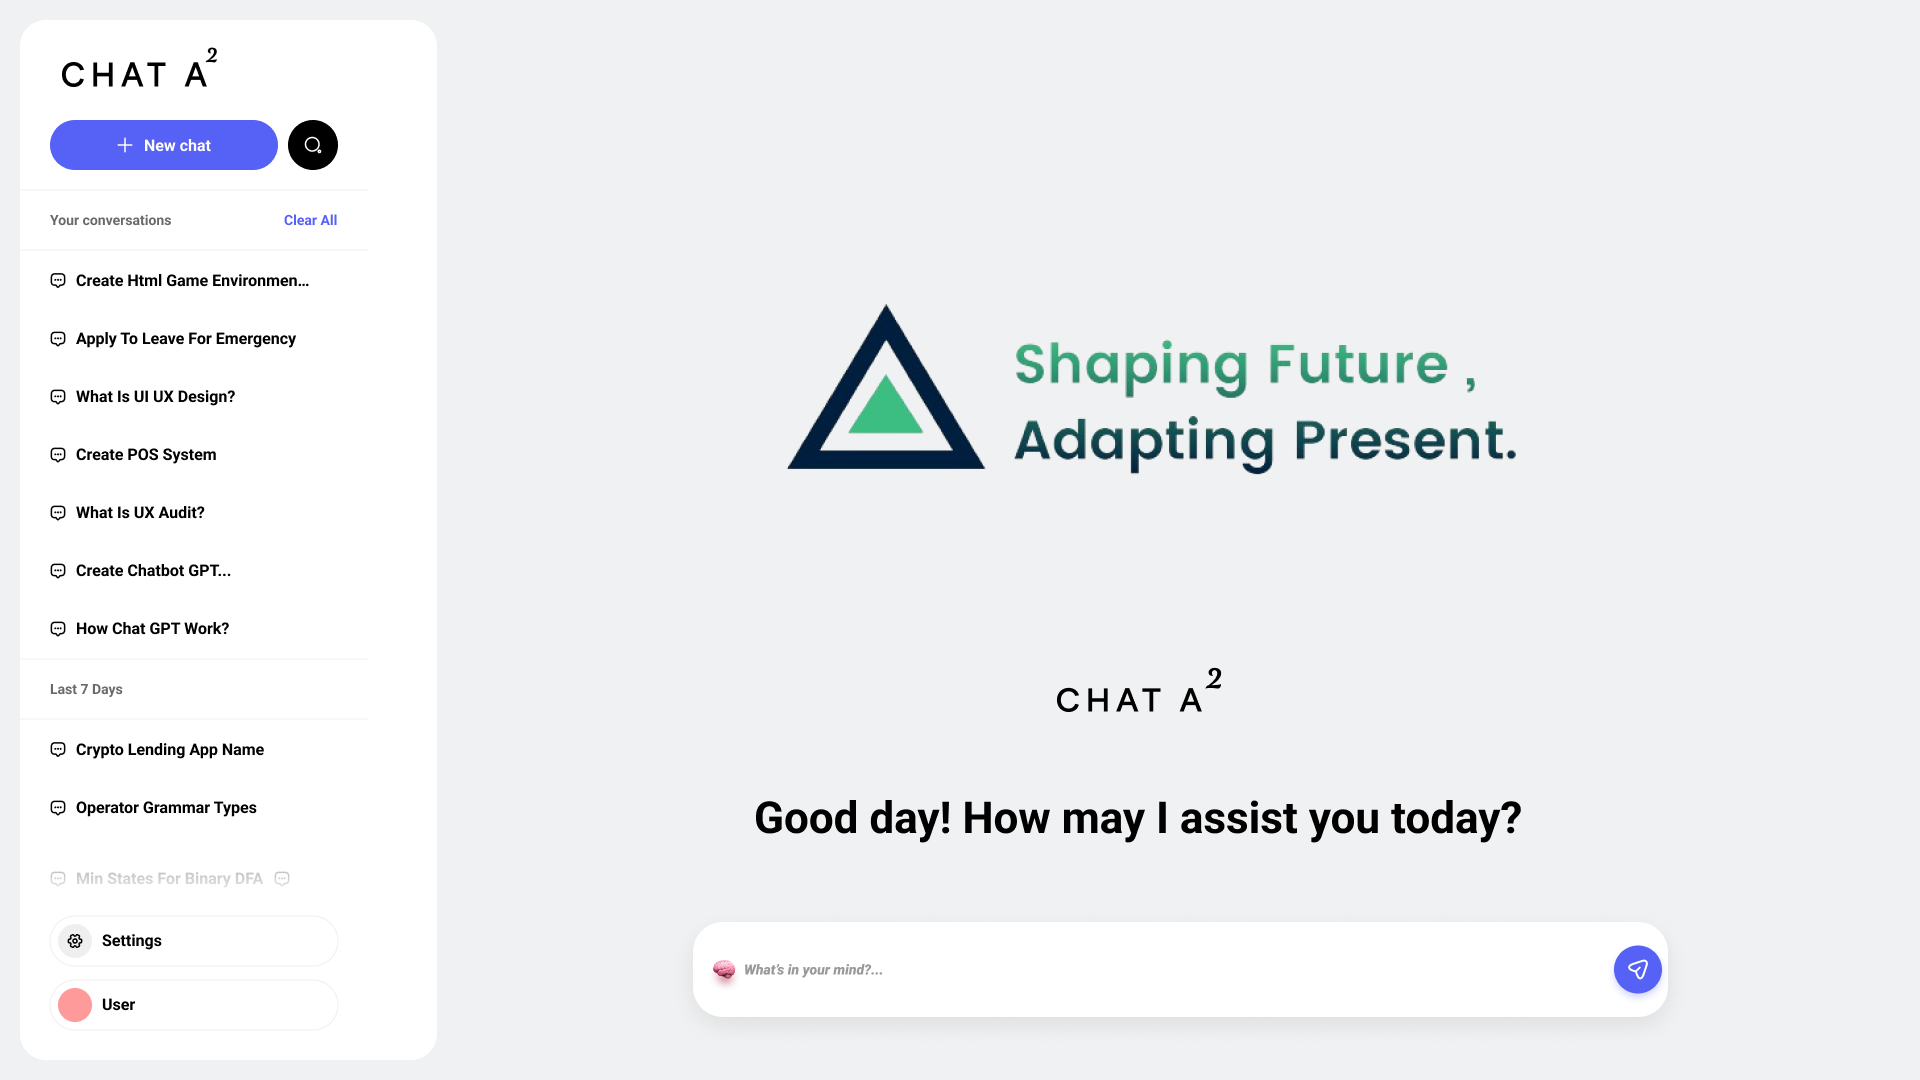 CHAT A²
New chat
Your conversations
Clear All
Create Html Game Environmen...
Apply To Leave For Emergency
What Is UI UX Design?
Create POS System
What Is UX Audit?
Create Chatbot GPT...
How Chat GPT Work?
Last 7 Days
Crypto Lending App Name
Operator Grammar Types
Min States For Binary DFA
Settings
User
Shaping Future ,
Adapting Present.
CHAT A²
Good day! How may I assist you today?
What's in your mind?...